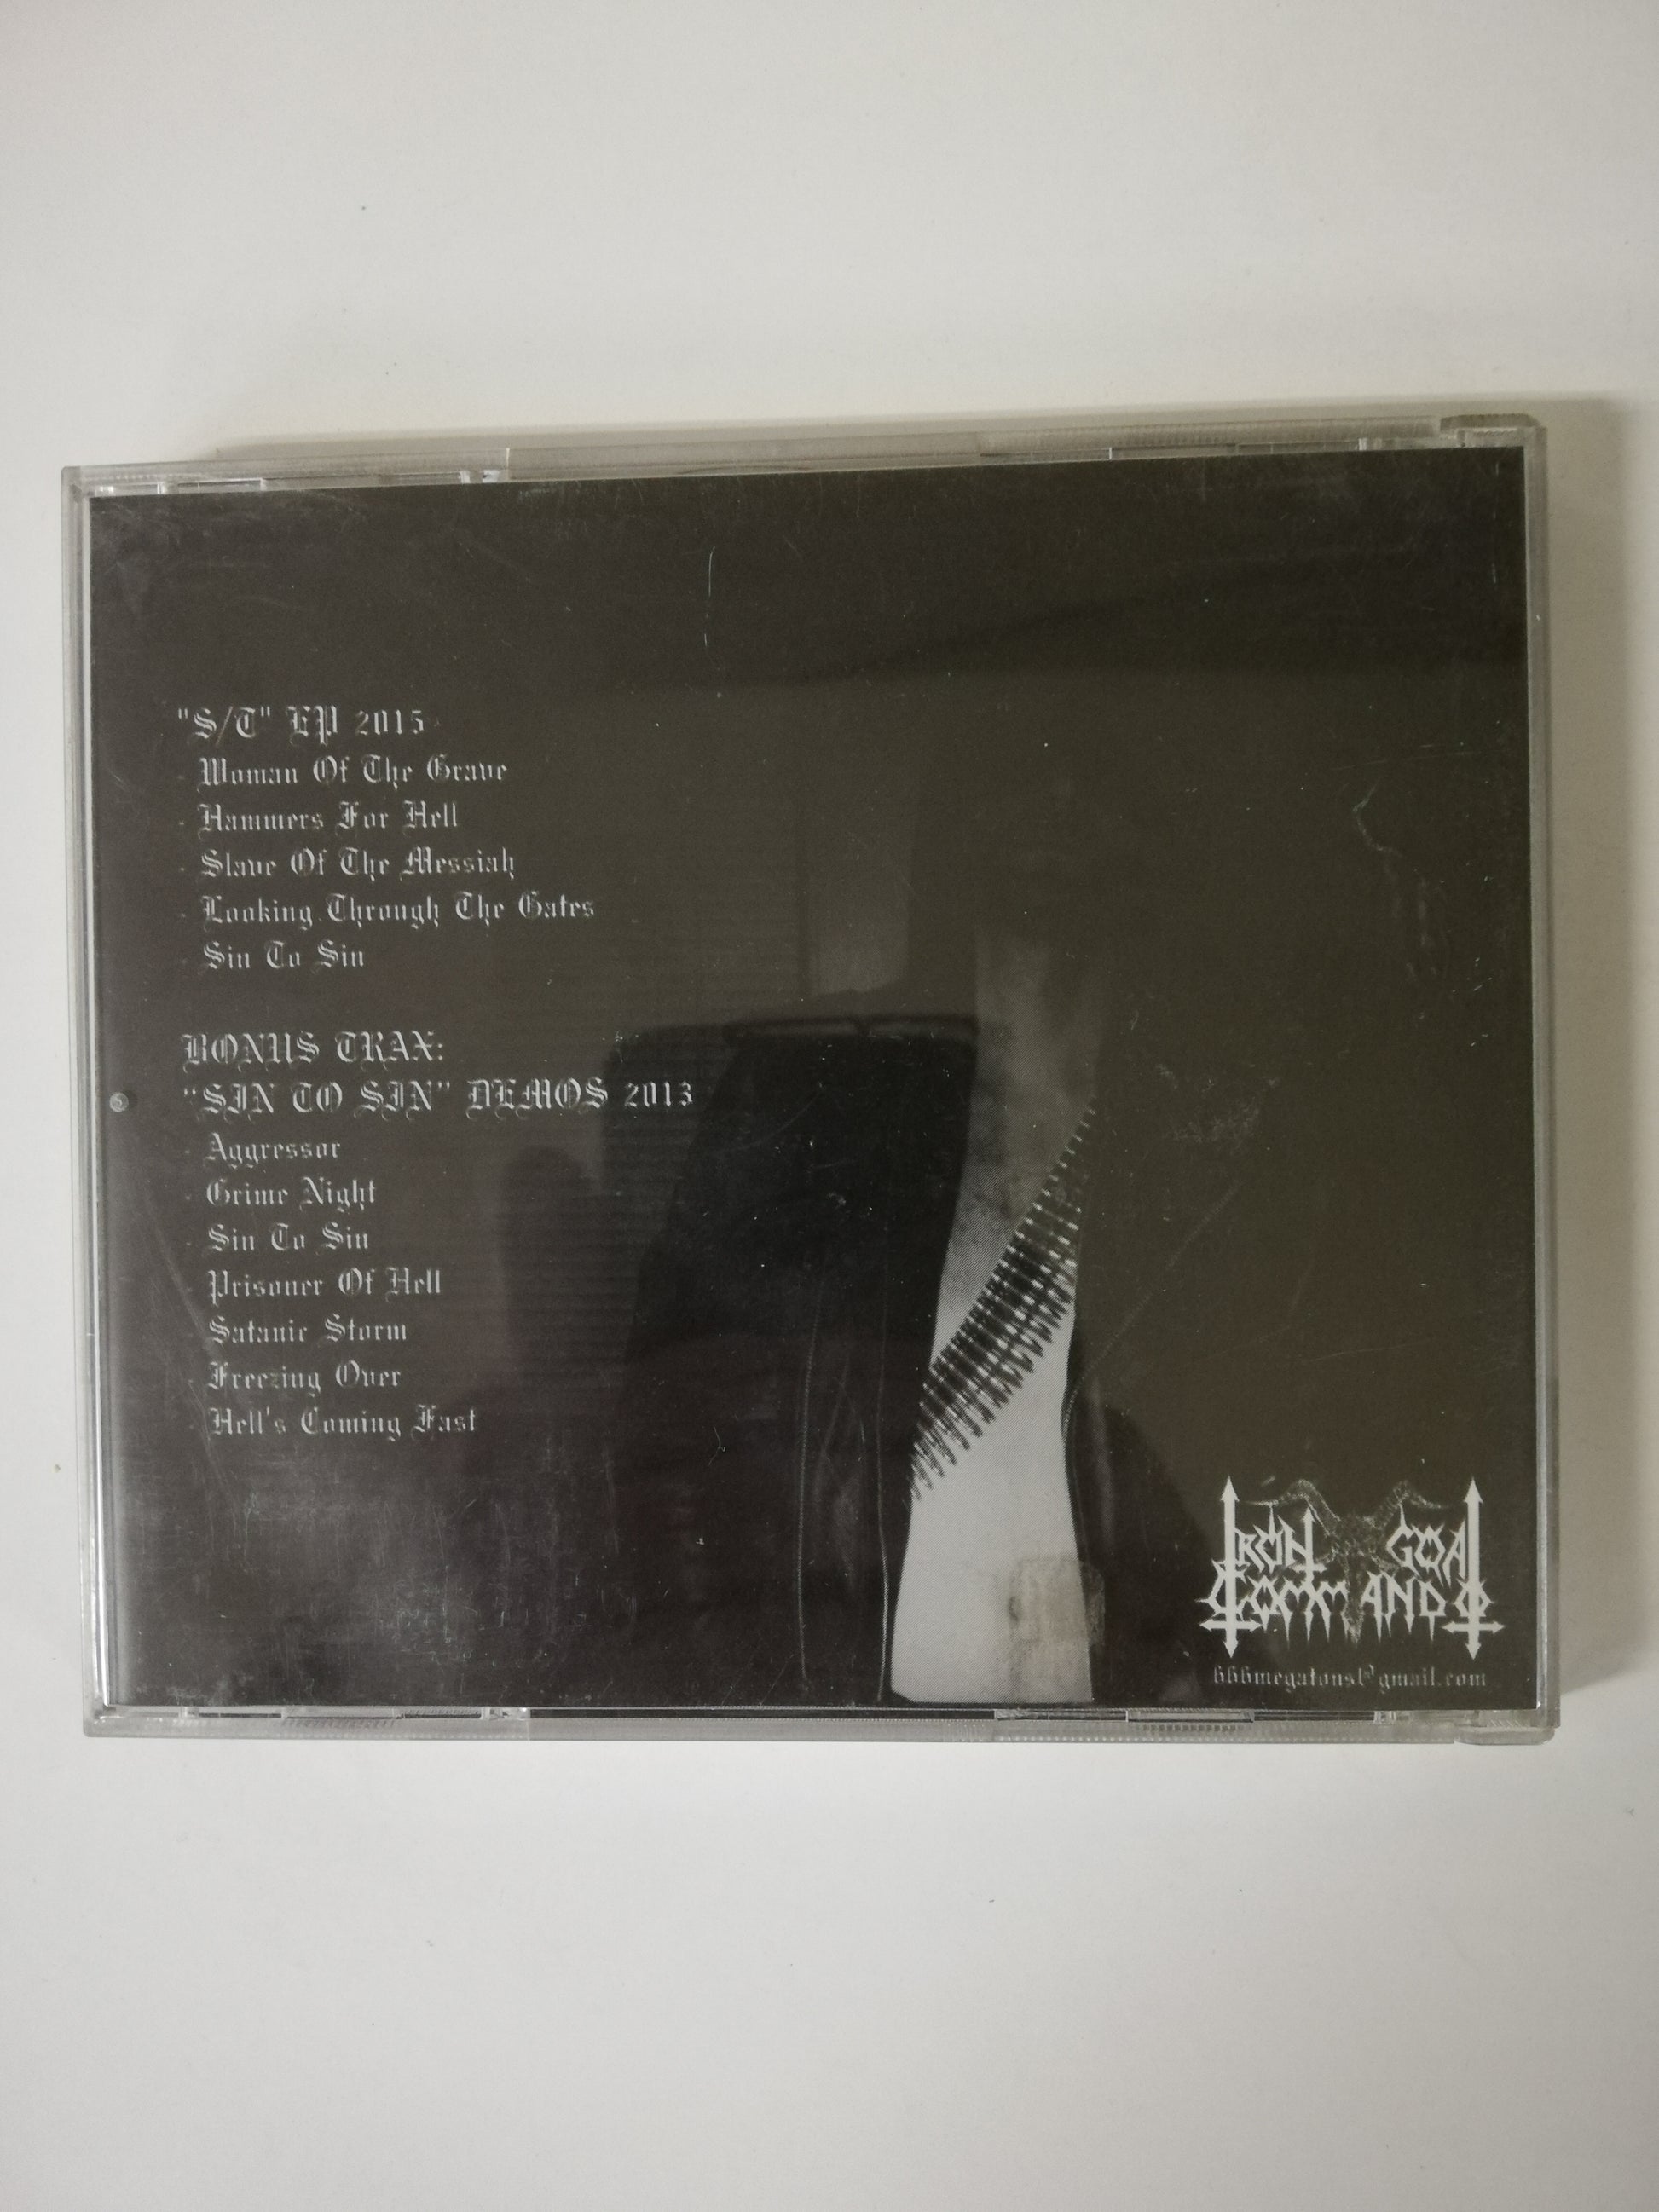 "S/T" EP 2015
- Woman Of The Grave
- Hammers For Hell
- Slave Of The Messiah
- Looking Through The Gates
- Sin To Sin
BONUS TRAX:
"SIN TO SIN" DEMOS 2013
- Aggressor
- Grime Night
- Sin To Sin
- Prisoner Of Hell
- Satanic Storm
- Freezing Over
- Hell's Coming Fast
IRON GOAT
COMMANDO
666megatons@gmail.com